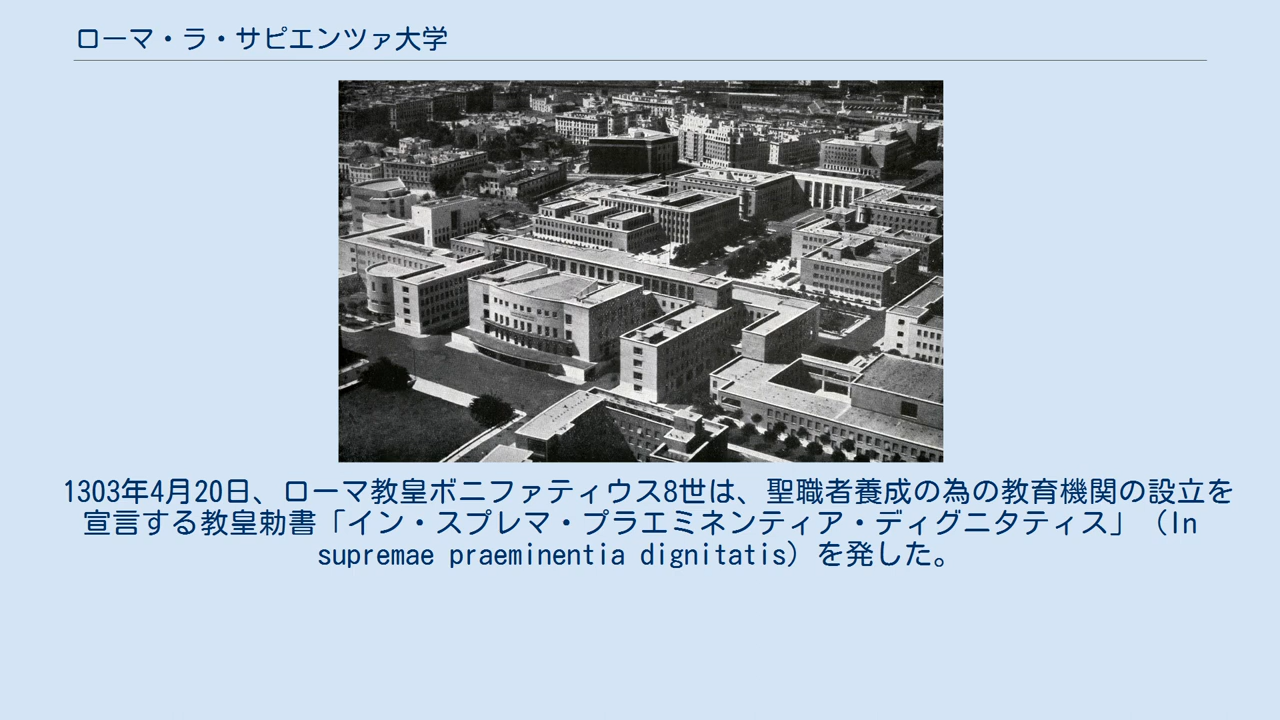 ローマ・ラ・サピエンツァ大学
1303年4月20日、ローマ教皇ボニファティウス8世は、聖職者養成の為の教育機関の設立を
宣言する教皇勅書「イン・スプレマ・プラエミネンティア・ディグニタティス」（In
supremae praeminentia dignitatis）を発した。